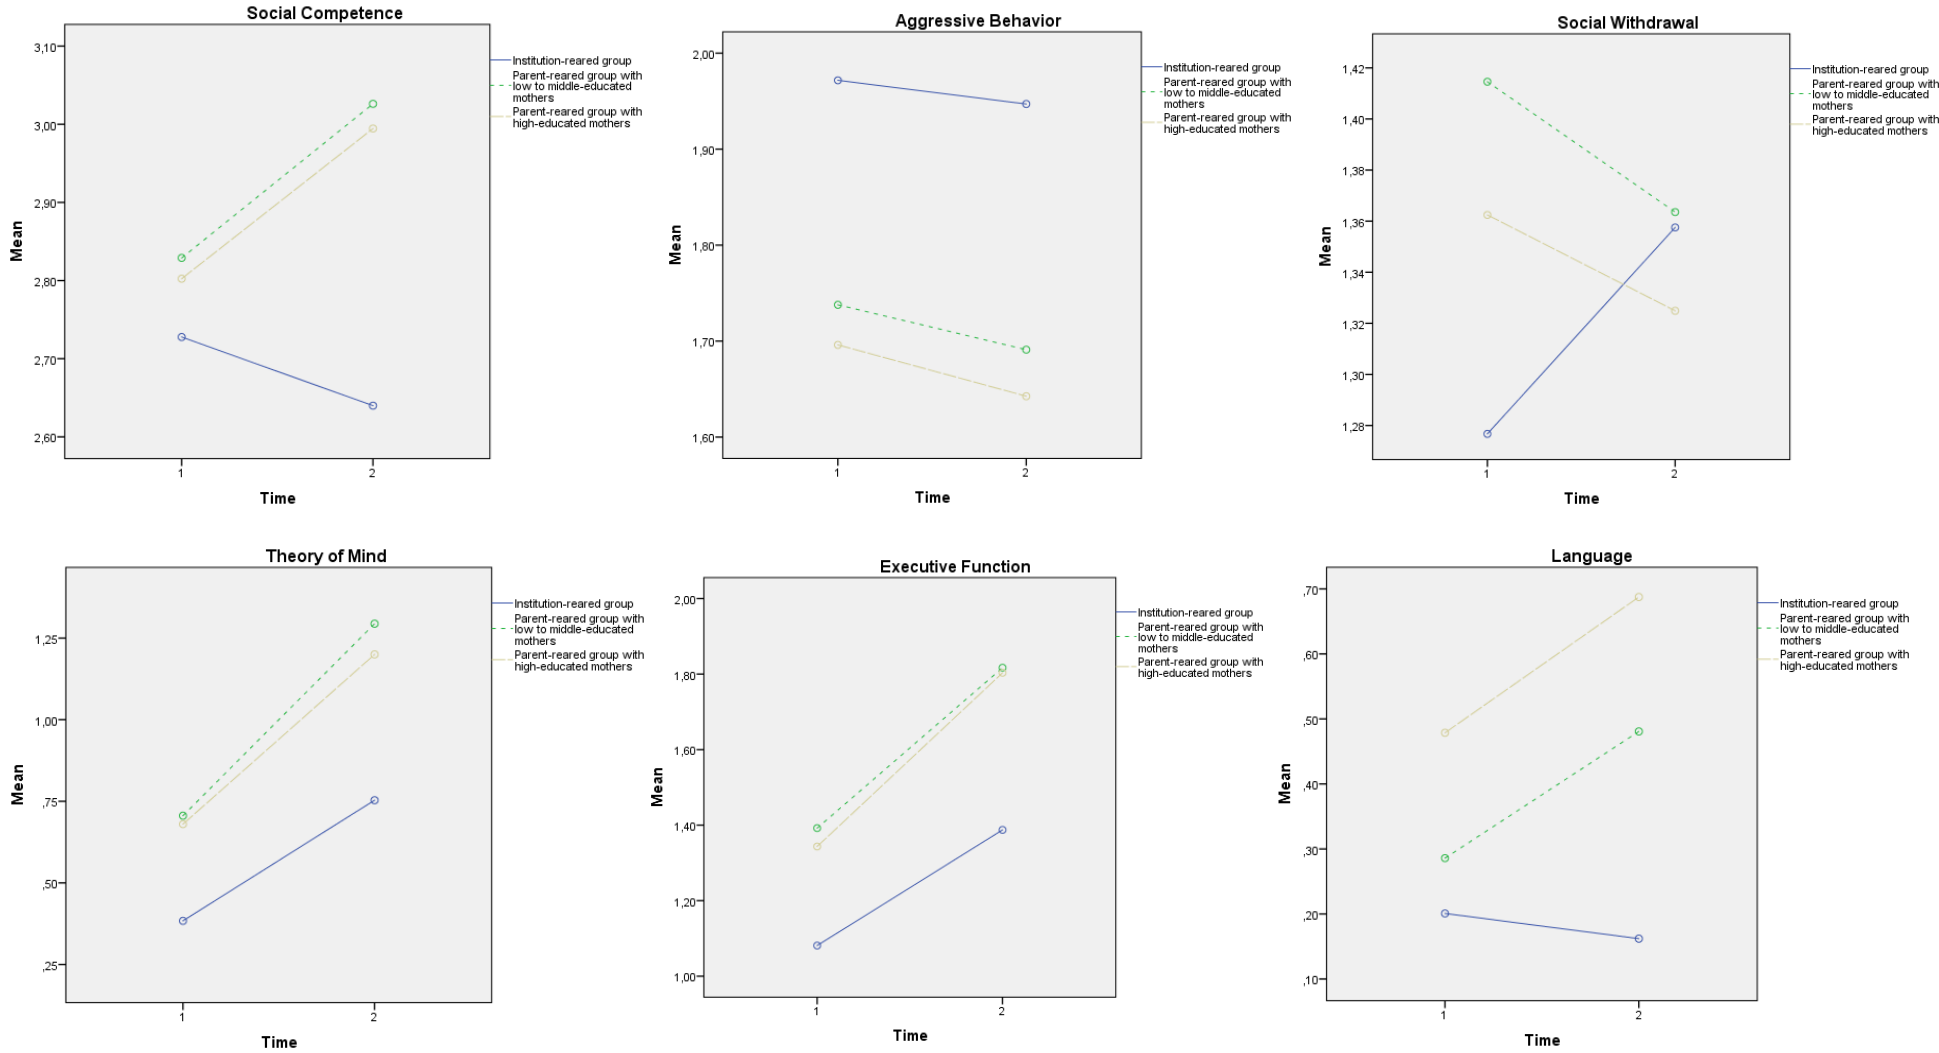 Social Competence
3,10
3,00
2,90
2,80
2,70
2,60
Mean
1
2
Time
Institution-reared group
Parent-reared group with
low to middle-educated
mothers
Parent-reared group with
high-educated mothers
Aggressive Behavior
2,00
1,90
1,80
1,70
1,60
Mean
1
2
Time
Institution-reared group
Parent-reared group with
low to middle-educated
mothers
Parent-reared group with
high-educated mothers
Social Withdrawal
1,42
1,40
1,38
1,36
1,34
1,32
1,30
1,28
Mean
1
2
Time
Institution-reared group
Parent-reared group with
low to middle-educated
mothers
Parent-reared group with
high-educated mothers
Theory of Mind
1,25
1,00
,75
,50
,25
Mean
1
2
Time
Institution-reared group
Parent-reared group with
low to middle-educated
mothers
Parent-reared group with
high-educated mothers
Executive Function
2,00
1,80
1,60
1,40
1,20
1,00
Mean
1
2
Time
Institution-reared group
Parent-reared group with
low to middle-educated
mothers
Parent-reared group with
high-educated mothers
Language
,70
,60
,50
,40
,30
,20
,10
Mean
1
2
Time
Institution-reared group
Parent-reared group with
low to middle-educated
mothers
Parent-reared group with
high-educated mothers